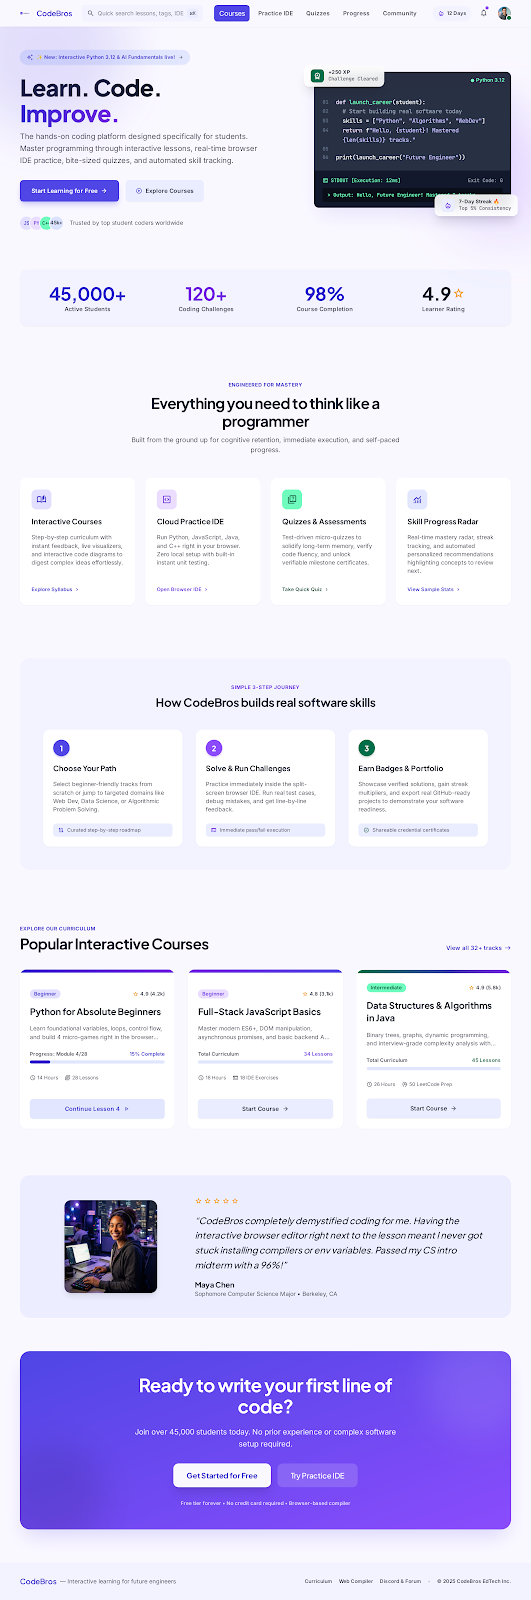 CodeBros
Quick search lessons, tags, IDE
⌘K
Courses
Practice IDE
Quizzes
Progress
Community
12 Days
✨ New: Interactive Python 3.12 & AI Fundamentals live! →
Learn. Code.
Improve.
The hands-on coding platform designed specifically for students.
Master programming through interactive lessons, real-time browser
IDE practice, bite-sized quizzes, and automated skill tracking.
Start Learning for Free →
Explore Courses
JS PY C+ 45k+
Trusted by top student coders worldwide
+250 XP
Challenge Cleared
Python 3.12
01 def launch_career(student):
02 # Start building real software today
03 skills = ["Python", "Algorithms", "WebDev"]
04 return f"Hello, {student}! Mastered
{len(skills)} tracks."
05
06 print(launch_career("Future Engineer"))
STDOUT [Execution: 12ms]
Exit Code: 0
> Output: Hello, Future Engineer!
7-Day Streak 🔥
Top 5% Consistency
45,000+
Active Students
120+
Coding Challenges
98%
Course Completion
4.9
Learner Rating
ENGINEERED FOR MASTERY
Everything you need to think like a
programmer
Built from the ground up for cognitive retention, immediate execution, and self-paced
progress.
Interactive Courses
Step-by-step curriculum with
instant feedback, live visualizers,
and interactive code diagrams to
digest complex ideas effortlessly.
Explore Syllabus >
Cloud Practice IDE
Run Python, JavaScript, Java,
and C++ right in your browser.
Zero local setup with built-in
instant unit testing.
Open Browser IDE >
Quizzes & Assessments
Test-driven micro-quizzes to
solidify long-term memory, verify
code fluency, and unlock
verifiable milestone certificates.
Take Quick Quiz >
Skill Progress Radar
Real-time mastery radar, streak
tracking, and automated
personalized recommendations
highlighting concepts to review
next.
View Sample Stats >
SIMPLE 3-STEP JOURNEY
How CodeBros builds real software skills
1
Choose Your Path
Select beginner-friendly tracks from
scratch or jump to targeted domains like
Web Dev, Data Science, or Algorithmic
Problem Solving.
Curated step-by-step roadmap
2
Solve & Run Challenges
Practice immediately inside the split-
screen browser IDE. Run real test cases,
debug mistakes, and get line-by-line
feedback.
Immediate pass/fail execution
3
Earn Badges & Portfolio
Showcase verified solutions, gain streak
multipliers, and export real GitHub-ready
projects to demonstrate your software
readiness.
Shareable credential certificates
EXPLORE OUR CURRICULUM
Popular Interactive Courses
View all 32+ tracks →
Beginner
4.9 (4.2k)
Python for Absolute Beginners
Learn foundational variables, loops, control flow,
and build 4 micro-games right in the browser...
Progress: Module 4/28
15% Complete
14 Hours
28 Lessons
Continue Lesson 4 »
Beginner
4.8 (3.1k)
Full-Stack JavaScript Basics
Master modern ES6+, DOM manipulation,
asynchronous promises, and basic backend A...
Total Curriculum
34 Lessons
18 Hours
18 IDE Exercises
Start Course →
Intermediate
4.9 (5.8k)
Data Structures & Algorithms
in Java
Binary trees, graphs, dynamic programming,
and interview-grade complexity analysis with...
Total Curriculum
45 Lessons
26 Hours
50 LeetCode Prep
Start Course →
"CodeBros completely demystified coding for me. Having the
interactive browser editor right next to the lesson meant I never got
stuck installing compilers or env variables. Passed my CS intro
midterm with a 96%!"
Maya Chen
Sophomore Computer Science Major • Berkeley, CA
Ready to write your first line of
code?
Join over 45,000 students today. No prior experience or complex software
setup required.
Get Started for Free
Try Practice IDE
Free tier forever • No credit card required • Browser-based compiler
CodeBros — Interactive learning for future engineers
Curriculum
Web Compiler
Discord & Forum
© 2025 CodeBros EdTech Inc.